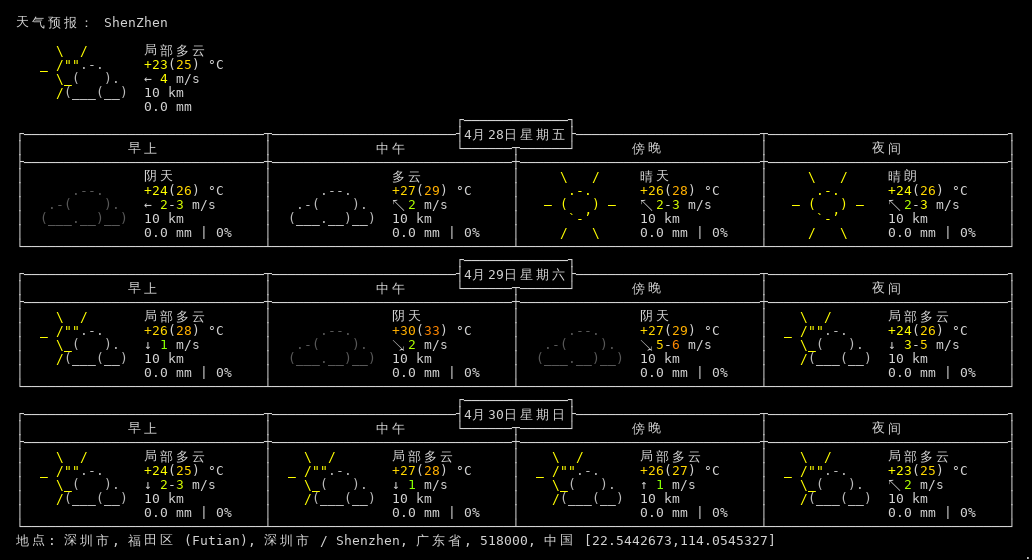 天气预报： ShenZhen
局部多云
+23(25) °C
← 4 m/s
10 km
0.0 mm
4月28日星期五
早上 中午 傍晚 夜间
阴天 多云 晴天 晴朗
+24(26) °C +27(29) °C +26(28) °C +24(26) °C
← 2-3 m/s ↖ 2 m/s ↖ 2-3 m/s ↖ 2-3 m/s
10 km 10 km 10 km 10 km
0.0 mm | 0% 0.0 mm | 0% 0.0 mm | 0% 0.0 mm | 0%
4月29日星期六
早上 中午 傍晚 夜间
局部多云 阴天 阴天 局部多云
+26(28) °C +30(33) °C +27(29) °C +24(26) °C
↓ 1 m/s ↘ 2 m/s ↘ 5-6 m/s ↓ 3-5 m/s
10 km 10 km 10 km 10 km
0.0 mm | 0% 0.0 mm | 0% 0.0 mm | 0% 0.0 mm | 0%
4月30日星期日
早上 中午 傍晚 夜间
局部多云 局部多云 局部多云 局部多云
+24(25) °C +27(28) °C +26(27) °C +23(25) °C
↓ 2-3 m/s ↓ 1 m/s ↑ 1 m/s ↖ 2 m/s
10 km 10 km 10 km 10 km
0.0 mm | 0% 0.0 mm | 0% 0.0 mm | 0% 0.0 mm | 0%
地点: 深圳市, 福田区 (Futian), 深圳市 / Shenzhen, 广东省, 518000, 中国 [22.5442673,114.0545327]